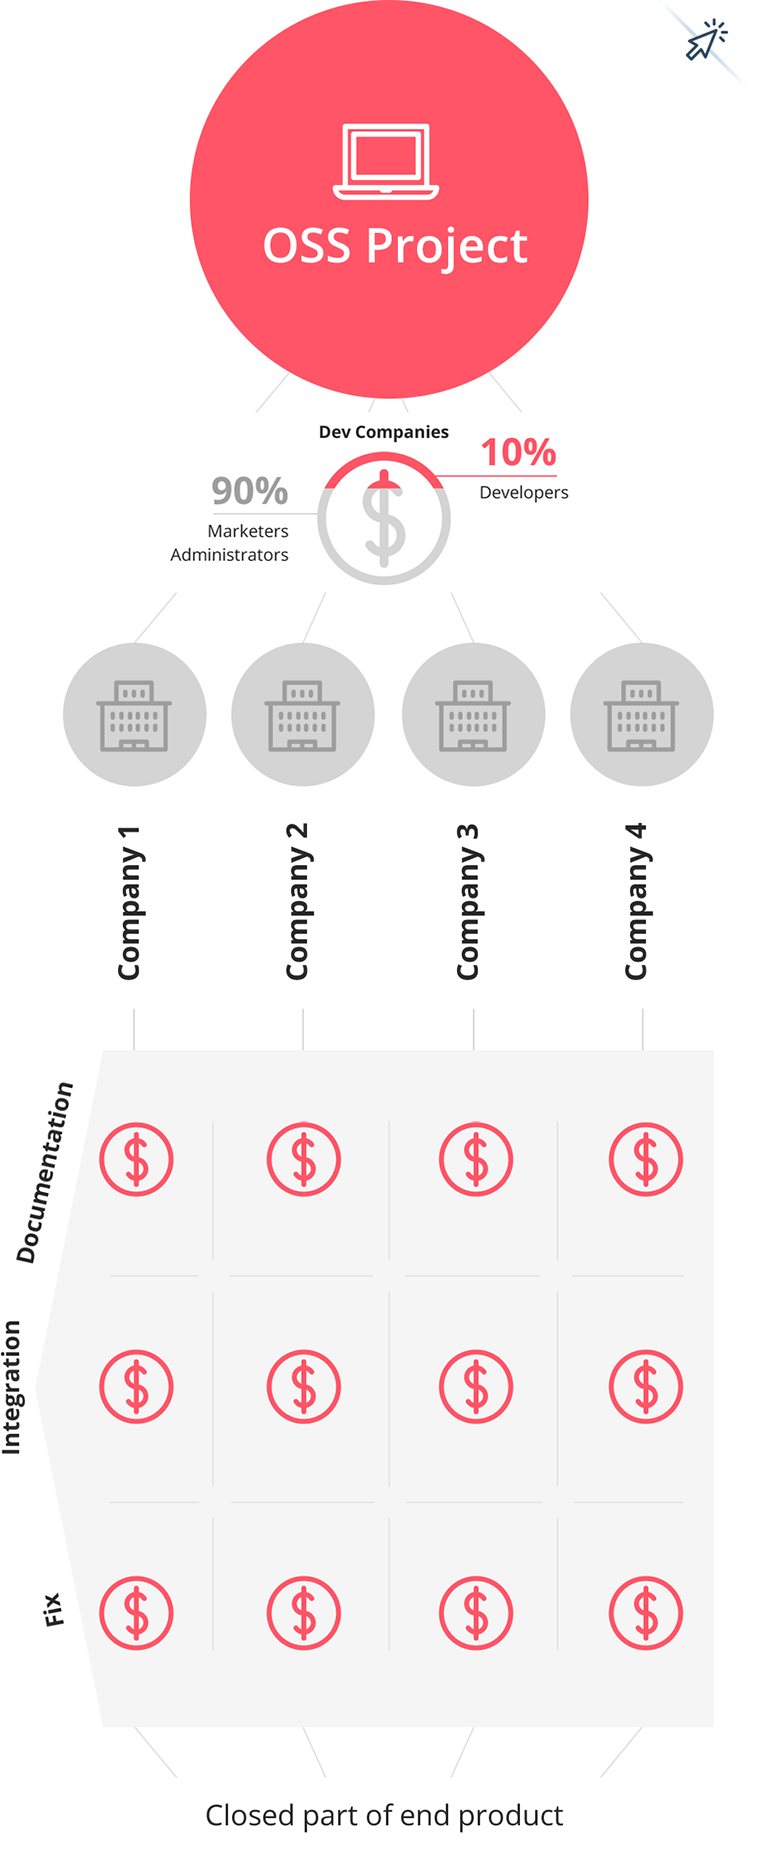 OSS Project
Dev Companies
10%
Developers
90%
Marketers
Administrators
Company 1
Company 2
Company 3
Company 4
Documentation
Integration
Fix
Closed part of end product